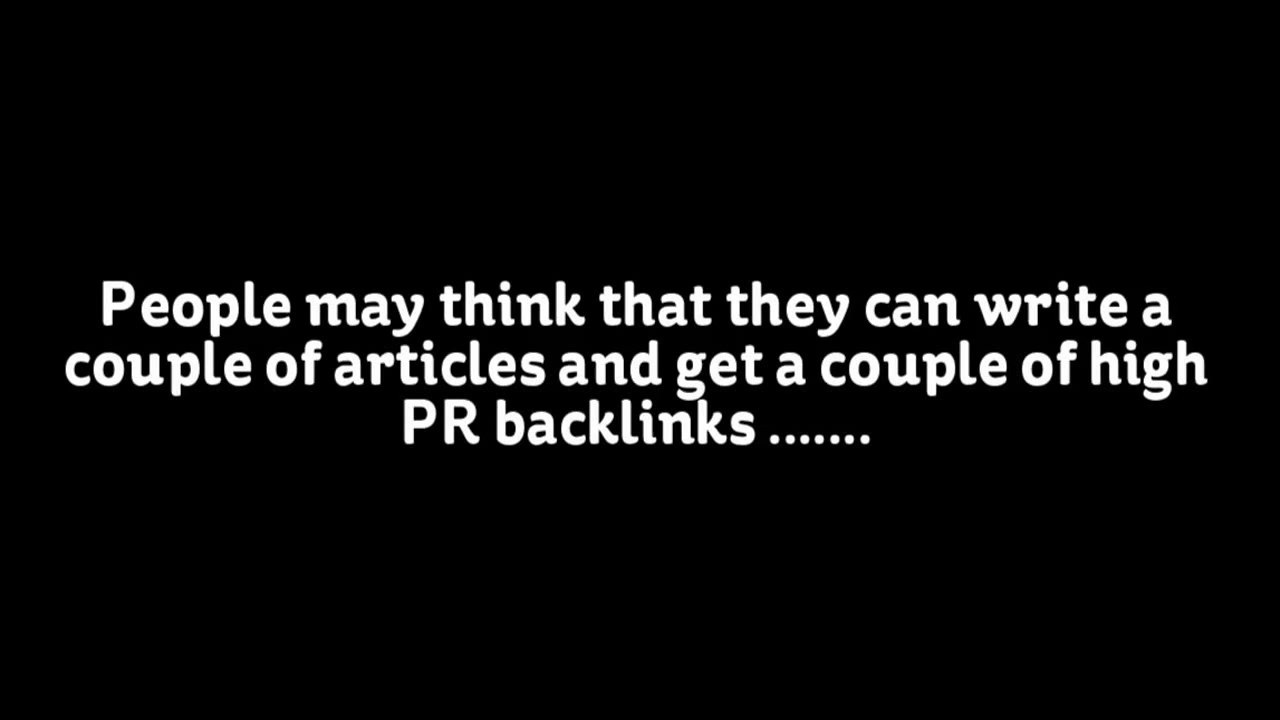 People may think that they can write a
couple of articles and get a couple of high
PR backlinks .......